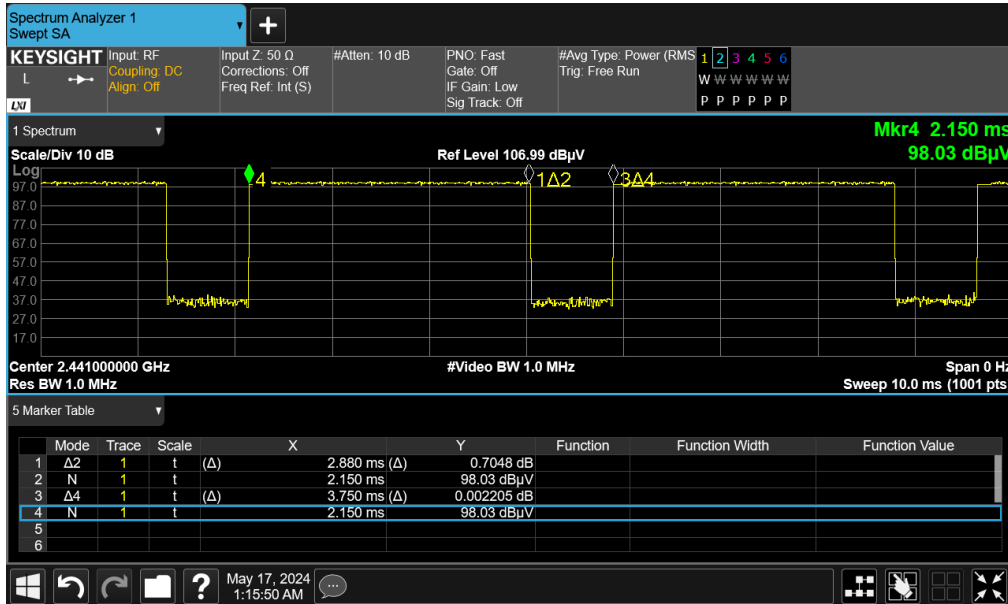 Spectrum Analyzer 1
Swept SA
+
KEYSIGHT
L
LXI
Input: RF
Coupling: DC
Align: Off
Input Z: 50 Ω
Corrections: Off
Freq Ref: Int (S)
#Atten: 10 dB
PNO: Fast
Gate: Off
IF Gain: Low
Sig Track: Off
#Avg Type: Power (RMS
Trig: Free Run
1 2 3 4 5 6
W W W W W W
P P P P P P
1 Spectrum
Mkr4 2.150 ms
Scale/Div 10 dB
Ref Level 106.99 dBµV
98.03 dBµV
Log
4
1Δ2
3Δ4
97.0
87.0
77.0
67.0
57.0
47.0
37.0
27.0
17.0
Center 2.441000000 GHz
#Video BW 1.0 MHz
Span 0 Hz
Res BW 1.0 MHz
Sweep 10.0 ms (1001 pts
5 Marker Table
Mode Trace Scale X Y Function Function Width Function Value
1 Δ2 1 t (Δ) 2.880 ms (Δ) 0.7048 dB
2 N 1 t 2.150 ms 98.03 dBµV
3 Δ4 1 t (Δ) 3.750 ms (Δ) 0.002205 dB
4 N 1 t 2.150 ms 98.03 dBµV
5
6
?
May 17, 2024
1:15:50 AM